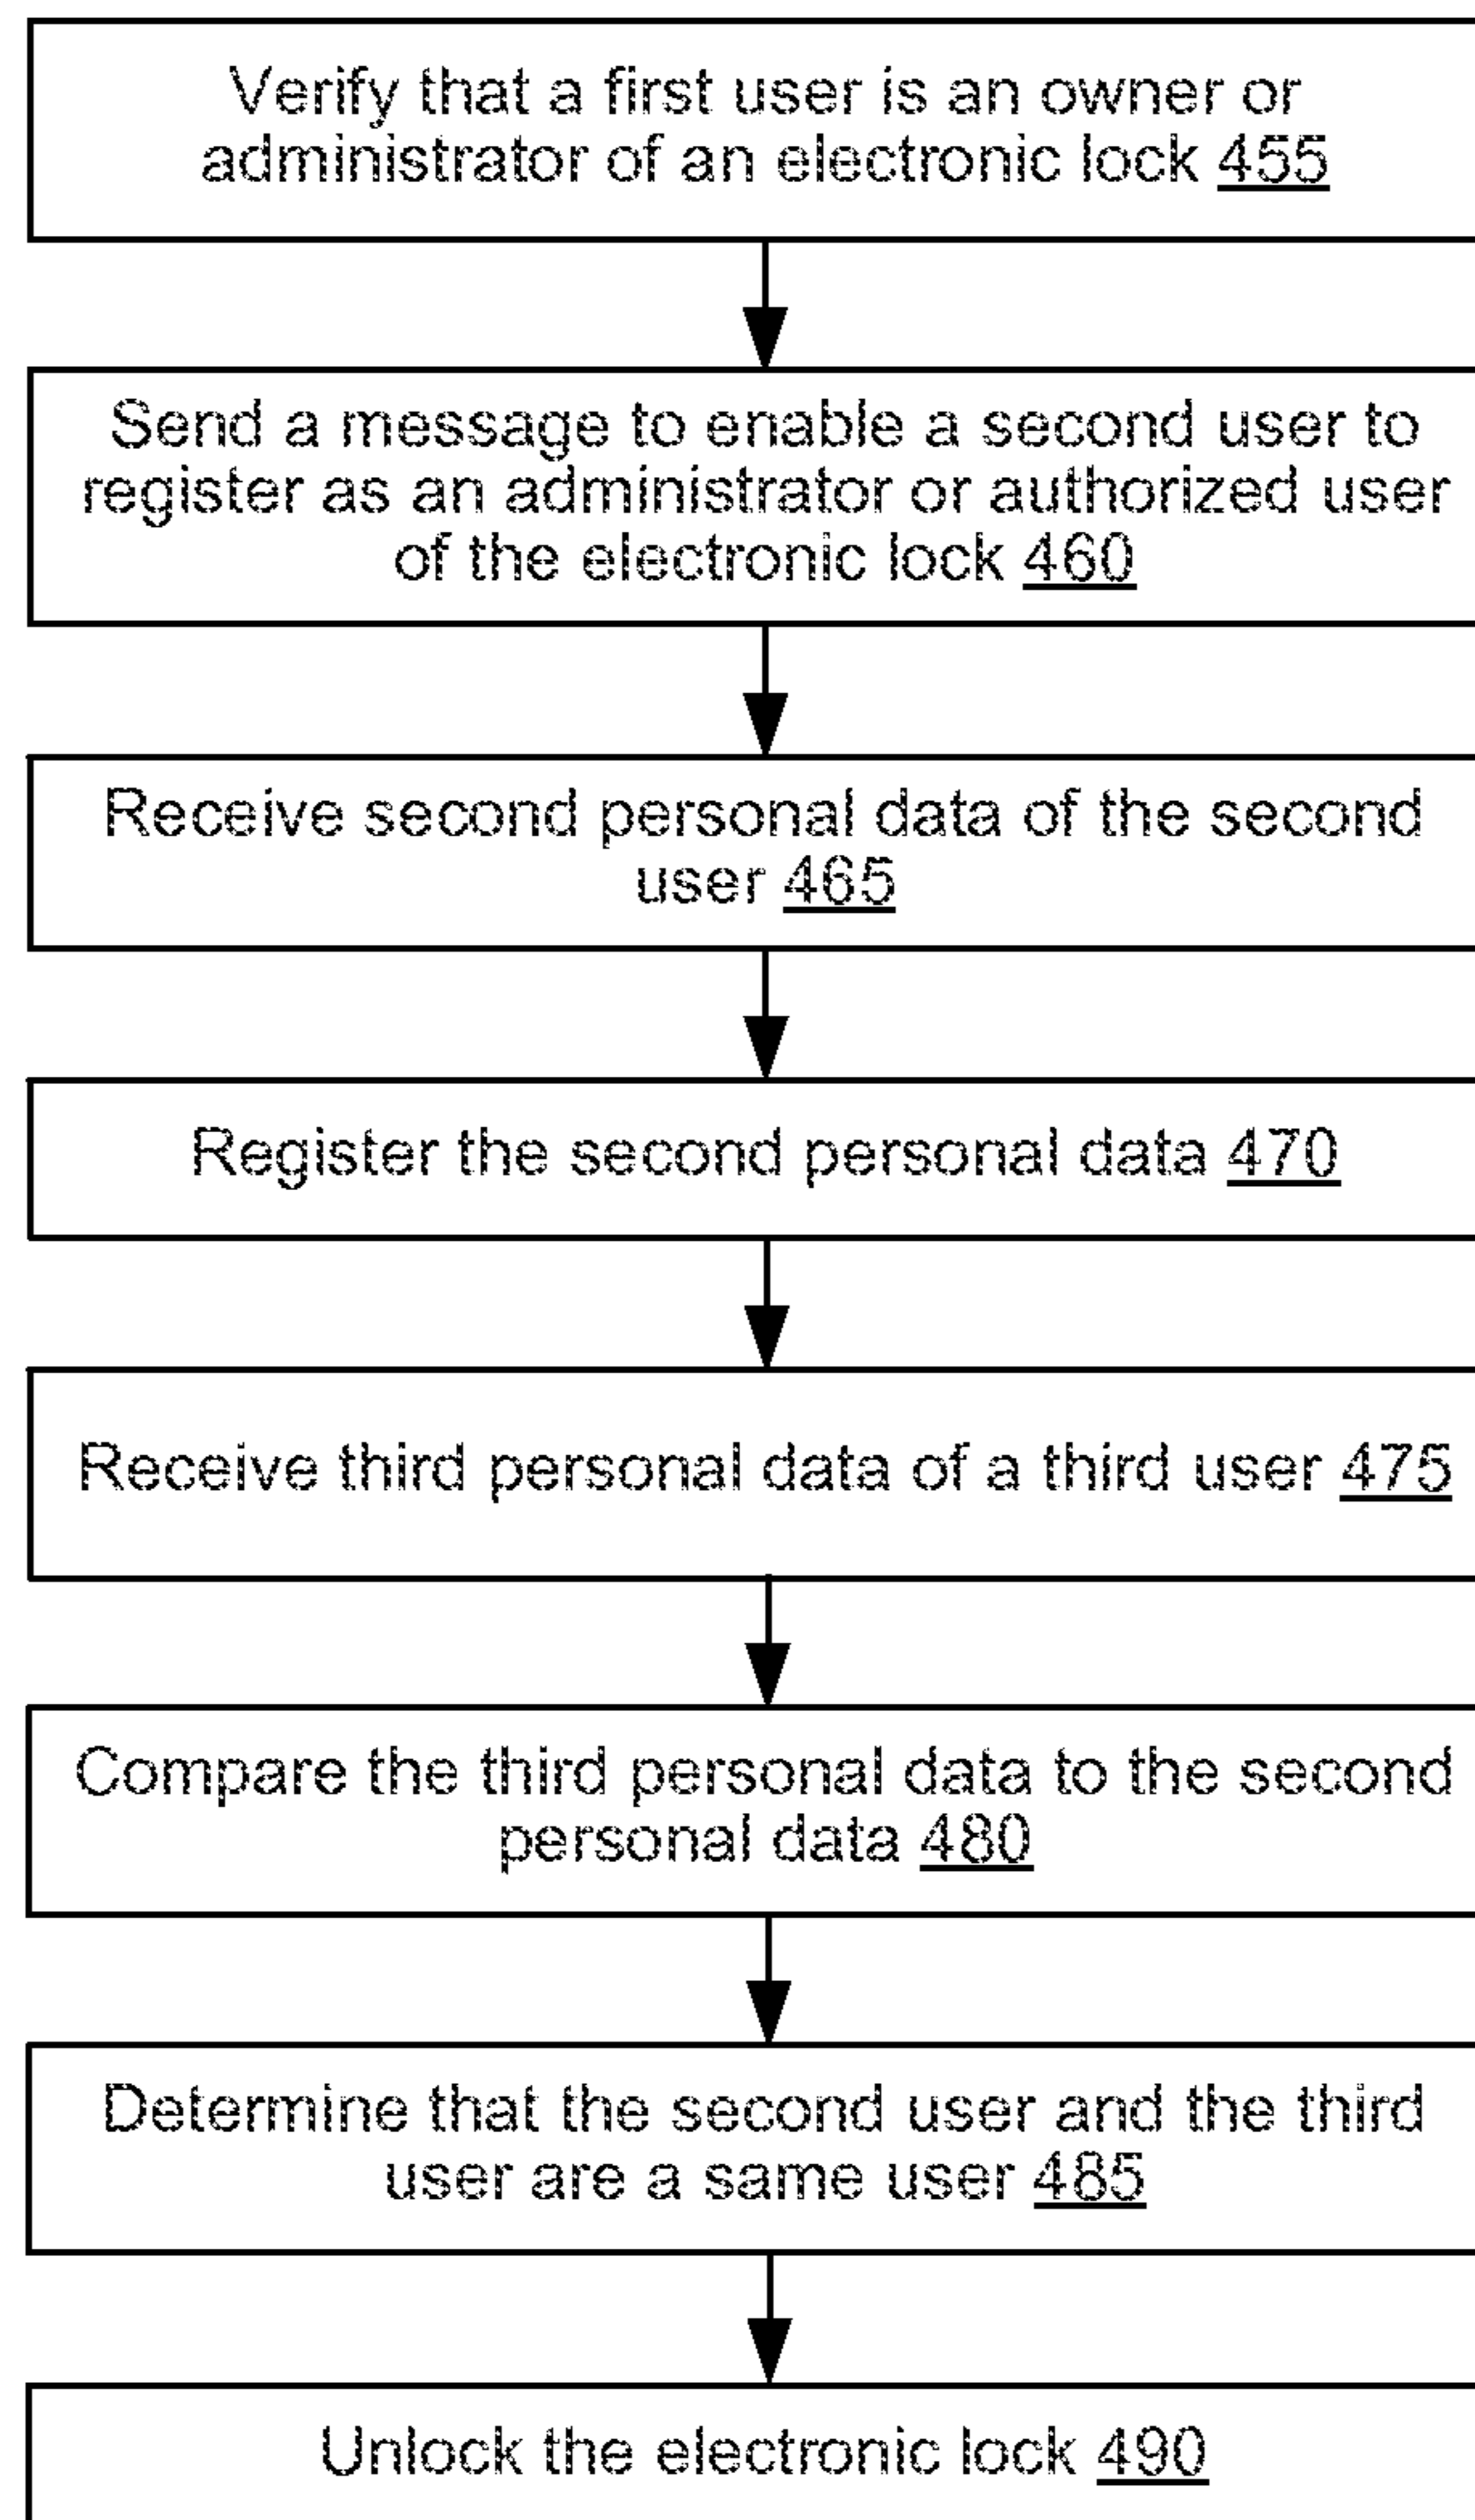 Verify that a first user is an owner or
administrator of an electronic lock 455
Send a message to enable a second user to
register as an administrator or authorized user
of the electronic lock 460
Receive second personal data of the second
user 465
Register the second personal data 470
Receive third personal data of a third user 475
Compare the third personal data to the second
personal data 480
Determine that the second user and the third
user are a same user 485
Unlock the electronic lock 490